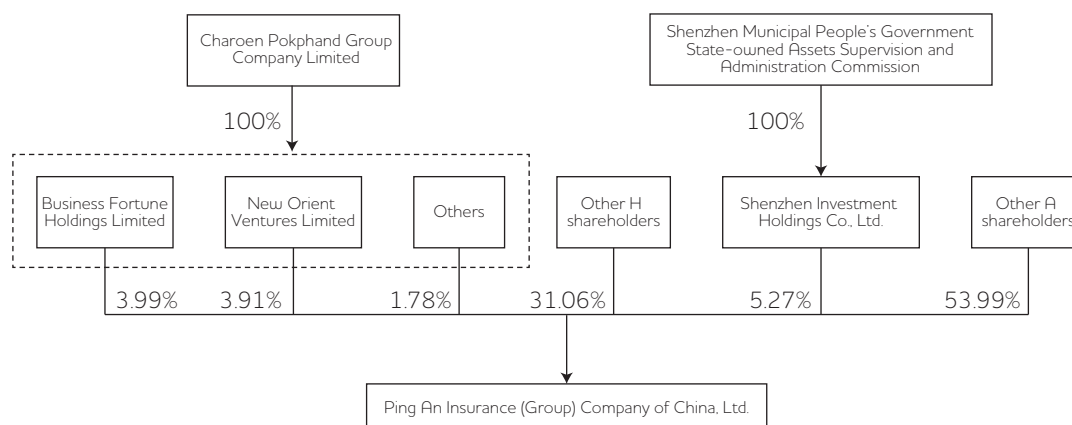 Charoen Pokphand Group
Company Limited
Shenzhen Municipal People's Government
State-owned Assets Supervision and
Administration Commission
100%
100%
Business Fortune
Holdings Limited
New Orient
Ventures Limited
Others
Other H
shareholders
Shenzhen Investment
Holdings Co., Ltd.
Other A
shareholders
3.99%
3.91%
1.78%
31.06%
5.27%
53.99%
Ping An Insurance (Group) Company of China, Ltd.